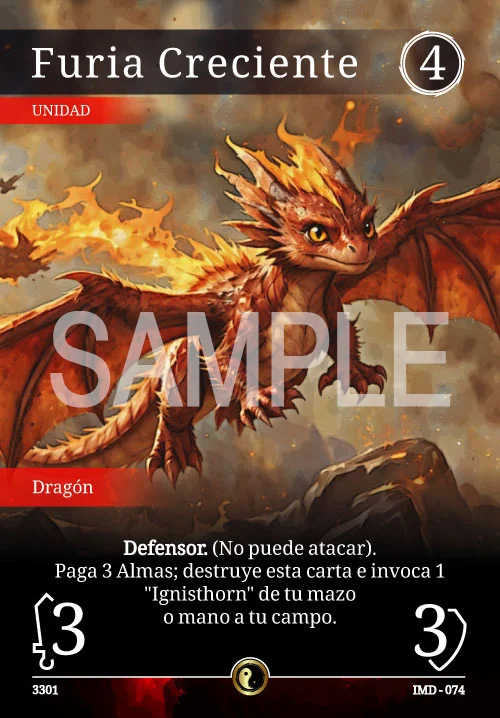 Furia Creciente
4
UNIDAD
SAMPLE
Dragón
Defensor. (No puede atacar).
Paga 3 Almas; destruye esta carta e invoca 1
"Ignisthorn" de tu mazo
o mano a tu campo.
3
3
3301
IMD - 074